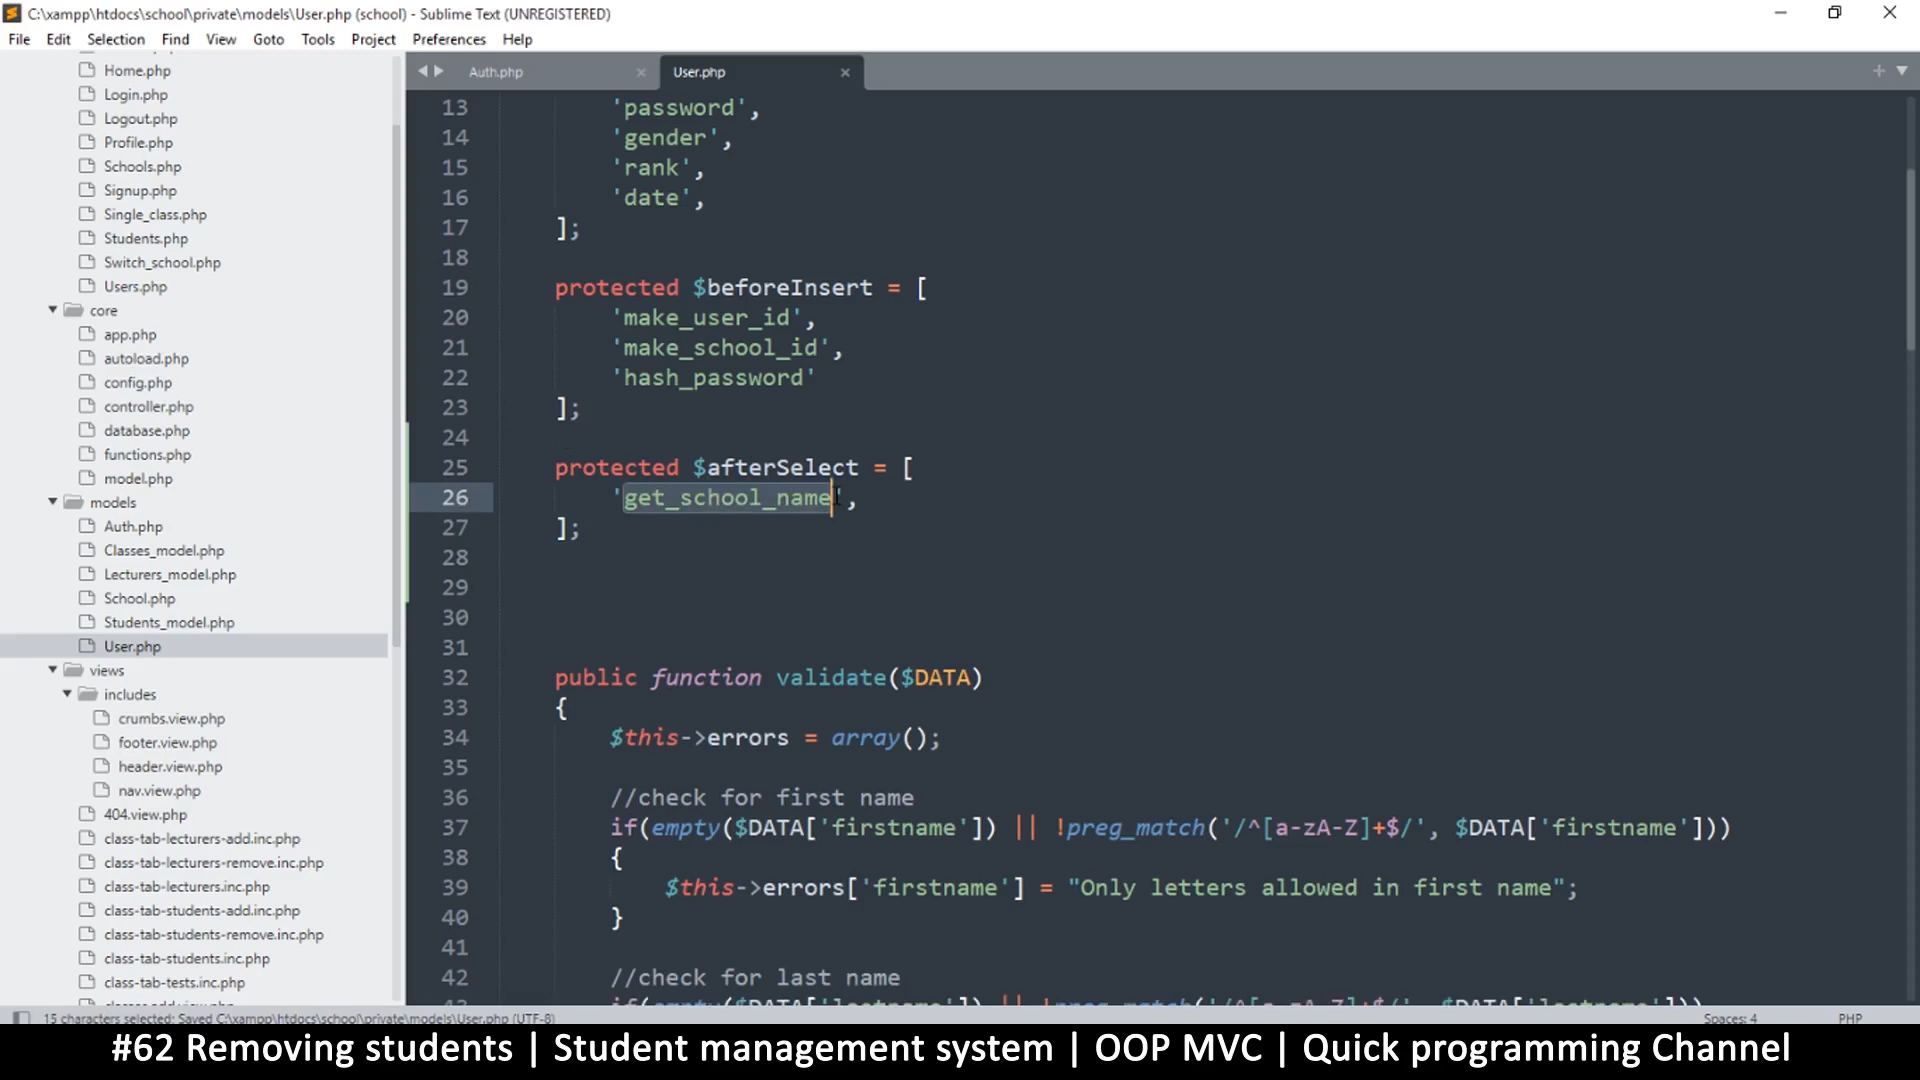 C:\xampp\htdocs\school\private\models\User.php (school) - Sublime Text (UNREGISTERED)
File Edit Selection Find View Goto Tools Project Preferences Help
Home.php
Login.php
Logout.php
Profile.php
Schools.php
Signup.php
Single_class.php
Students.php
Switch_school.php
Users.php
core
app.php
autoload.php
config.php
controller.php
database.php
functions.php
model.php
models
Auth.php
Classes_model.php
Lecturers_model.php
School.php
Students_model.php
User.php
views
includes
crumbs.view.php
footer.view.php
header.view.php
nav.view.php
404.view.php
class-tab-lecturers-add.inc.php
class-tab-lecturers-remove.inc.php
class-tab-lecturers.inc.php
class-tab-students-add.inc.php
class-tab-students-remove.inc.php
class-tab-students.inc.php
class-tab-tests.inc.php
Auth.php User.php
13 'password',
14 'gender',
15 'rank',
16 'date',
17 ];
18
19 protected $beforeInsert = [
20 'make_user_id',
21 'make_school_id',
22 'hash_password'
23 ];
24
25 protected $afterSelect = [
26 'get_school_name',
27 ];
28
29
30
31
32 public function validate($DATA)
33 {
34 $this->errors = array();
35
36 //check for first name
37 if(empty($DATA['firstname']) || !preg_match('/^[a-zA-Z]+$/', $DATA['firstname']))
38 {
39 $this->errors['firstname'] = "Only letters allowed in first name";
40 }
41
42 //check for last name
43 if(empty($DATA['lastname']) || !preg_match('/^[a-zA-Z]+$/', $DATA['lastname']))
15 characters selected; Saved C:\xampp\htdocs\school\private\models\User.php (UTF-8) Spaces: 4 PHP
#62 Removing students | Student management system | OOP MVC | Quick programming Channel